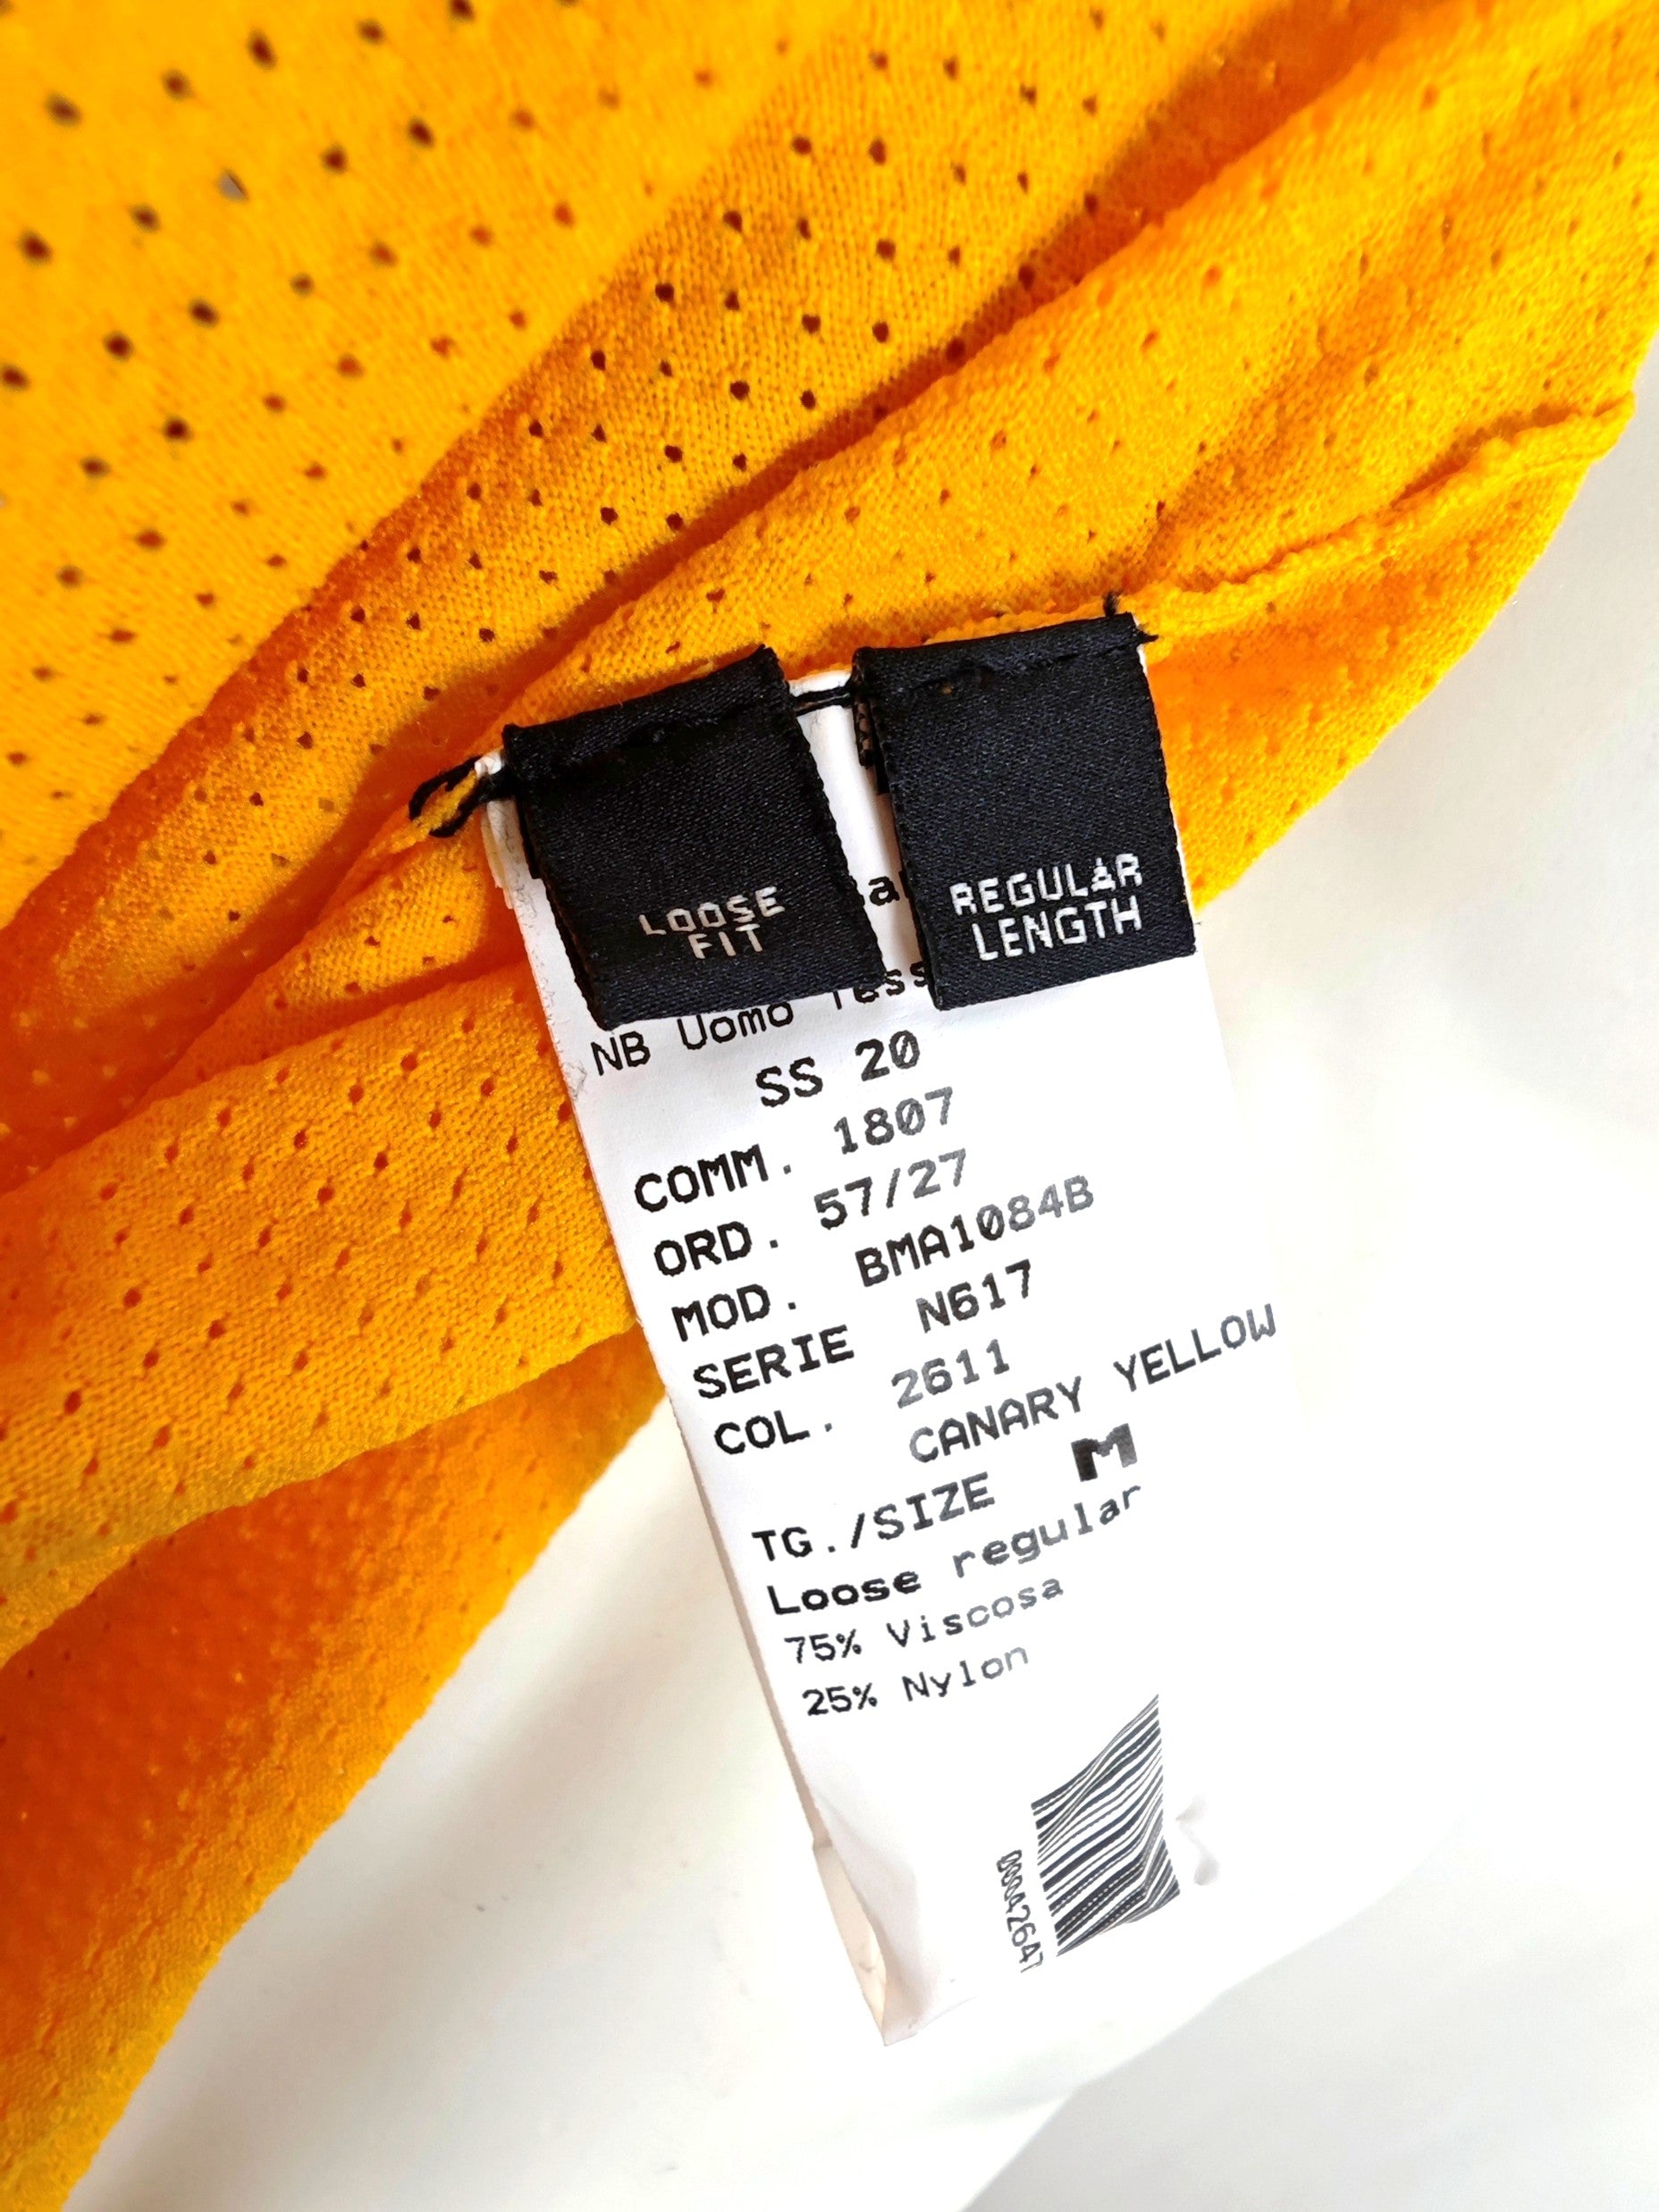 LOOSE
FIT
REGULAR
LENGTH
NB Uomo
SS 20
COMM. 1807
ORD. 57/27
MOD. BMA1084B
SERIE N617
COL. 2611
CANARY YELLOW
TG./SIZE M
Loose regular
75% Viscosa
25% Nylon